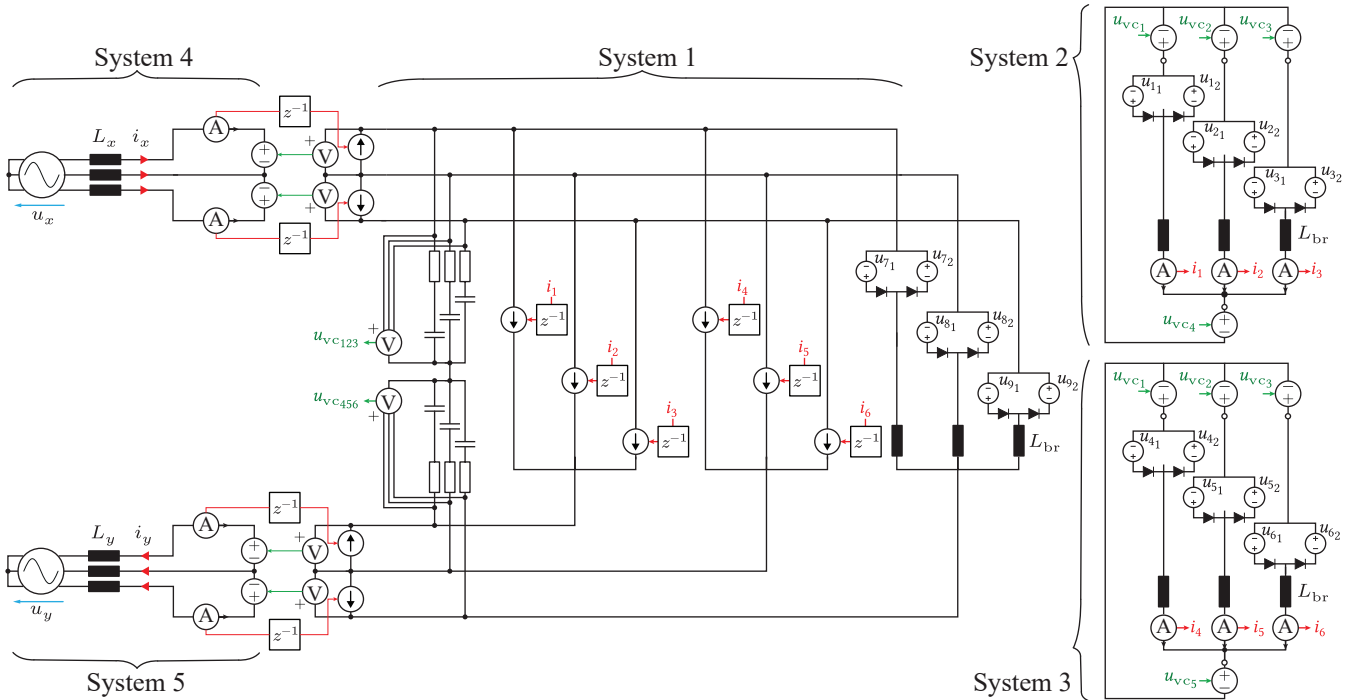 System 4
System 1
System 2
L_x i_x
A
z⁻¹
+
−
+
V
u_x
−
+
+
V
A
z⁻¹
u_vc123
+
V
u_vc456
+
V
i_1
z⁻¹
i_2
z⁻¹
i_3
z⁻¹
i_4
z⁻¹
i_5
z⁻¹
i_6
z⁻¹
u_7₁ u_7₂
u_8₁ u_8₂
u_9₁ u_9₂
L_br
L_y i_y
A
z⁻¹
+
−
+
V
u_y
−
+
+
V
A
z⁻¹
System 5
u_vc1 u_vc2 u_vc3
u_1₁ u_1₂
u_2₁ u_2₂
u_3₁ u_3₂
L_br
A i_1 A i_2 A i_3
u_vc4
u_vc1 u_vc2 u_vc3
u_4₁ u_4₂
u_5₁ u_5₂
u_6₁ u_6₂
L_br
A i_4 A i_5 A i_6
u_vc5
System 3